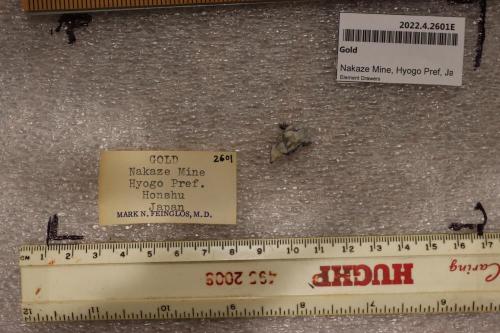 2022.4.2601E
Gold
Nakaze Mine, Hyogo Pref, Ja
Element Drawers
GOLD 2601
Nakaze Mine
Hyogo Pref.
Honshu
Japan
MARK N. FEINGLOS, M. D.
CM 1 2 3 4 5 6 7 8 9 10 11 12 13 14 15 16 17
HUGHP
Caring